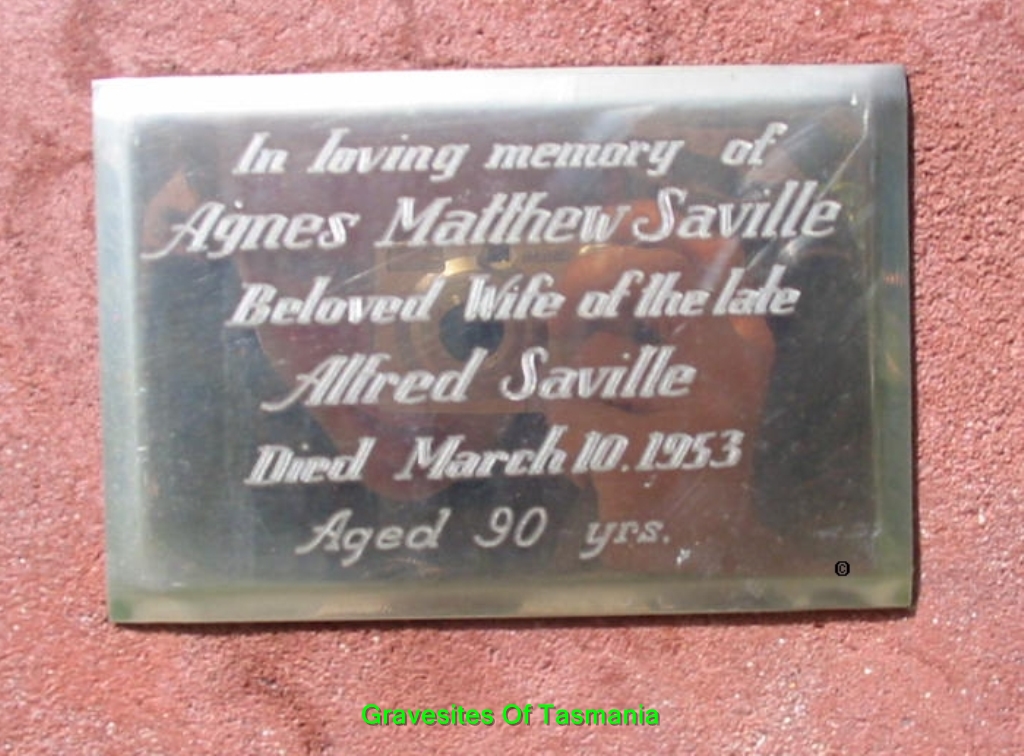 In loving memory of
Agnes Matthew Saville
Beloved Wife of the late
Alfred Saville
Died March 10. 1953
Aged 90 yrs.
©
Gravesites Of Tasmania